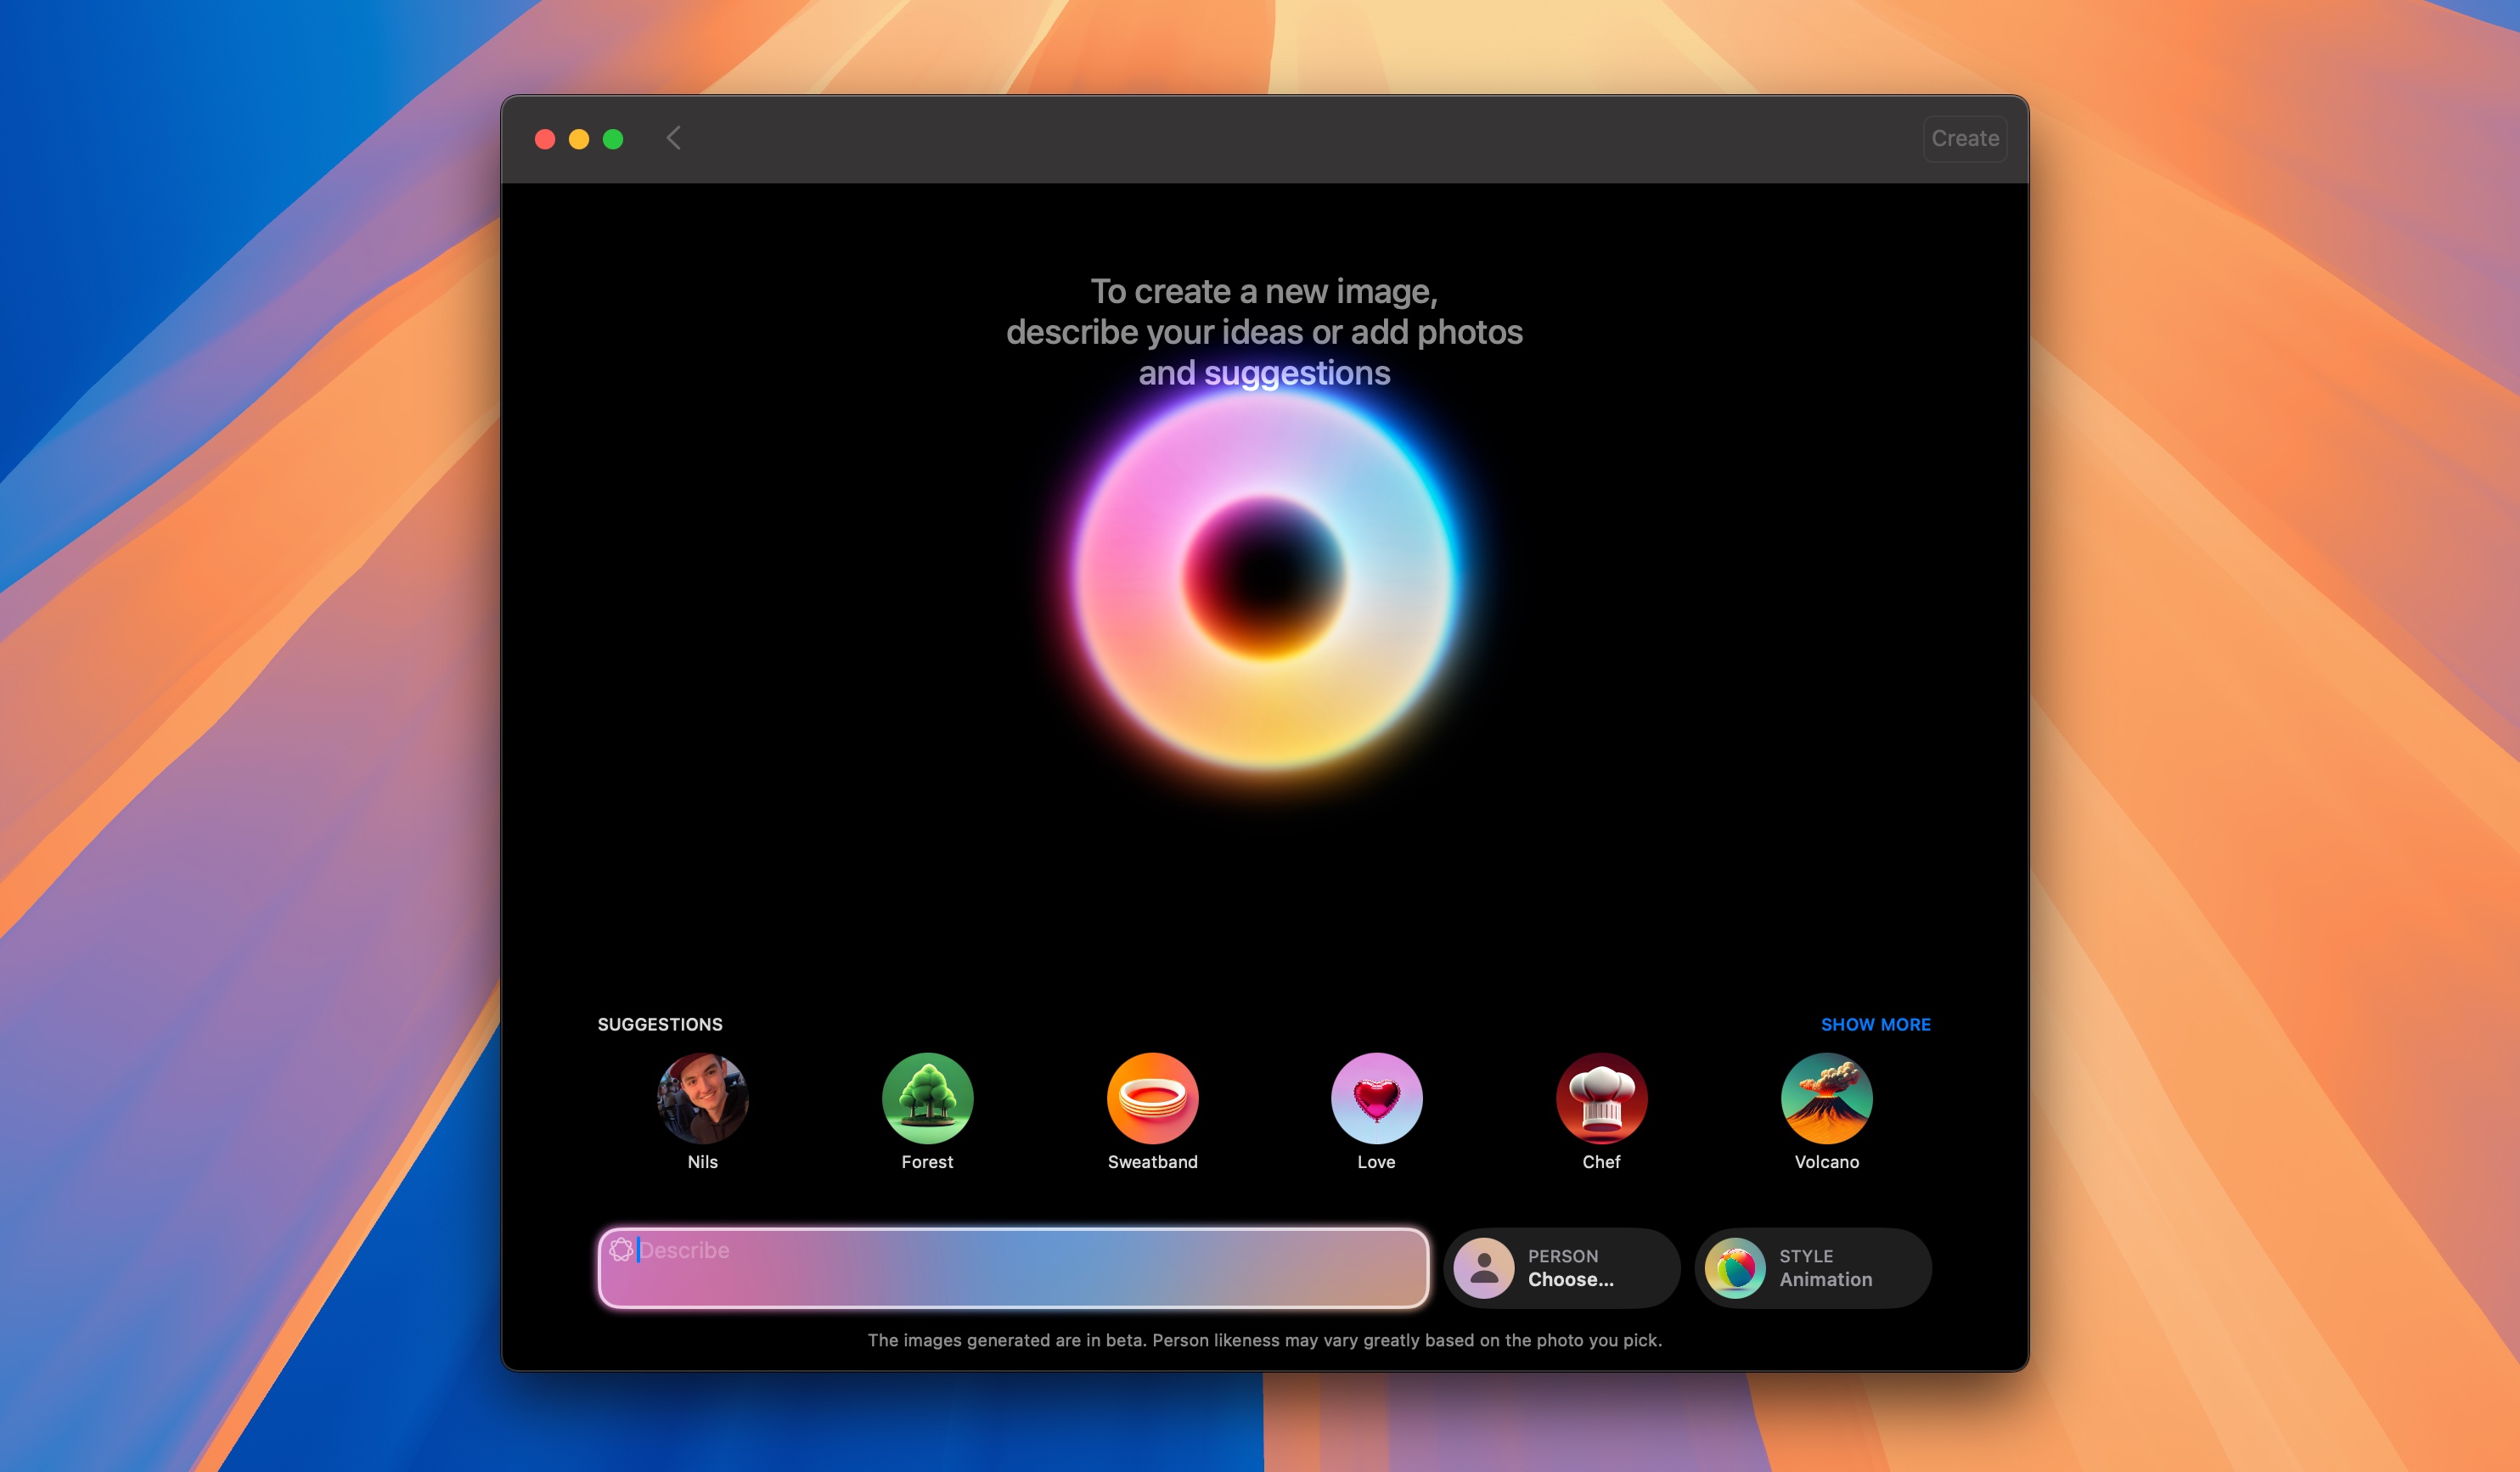 Create
To create a new image,
describe your ideas or add photos
and suggestions
SUGGESTIONS
SHOW MORE
Nils
Forest
Sweatband
Love
Chef
Volcano
Describe
PERSON
Choose...
STYLE
Animation
The images generated are in beta. Person likeness may vary greatly based on the photo you pick.